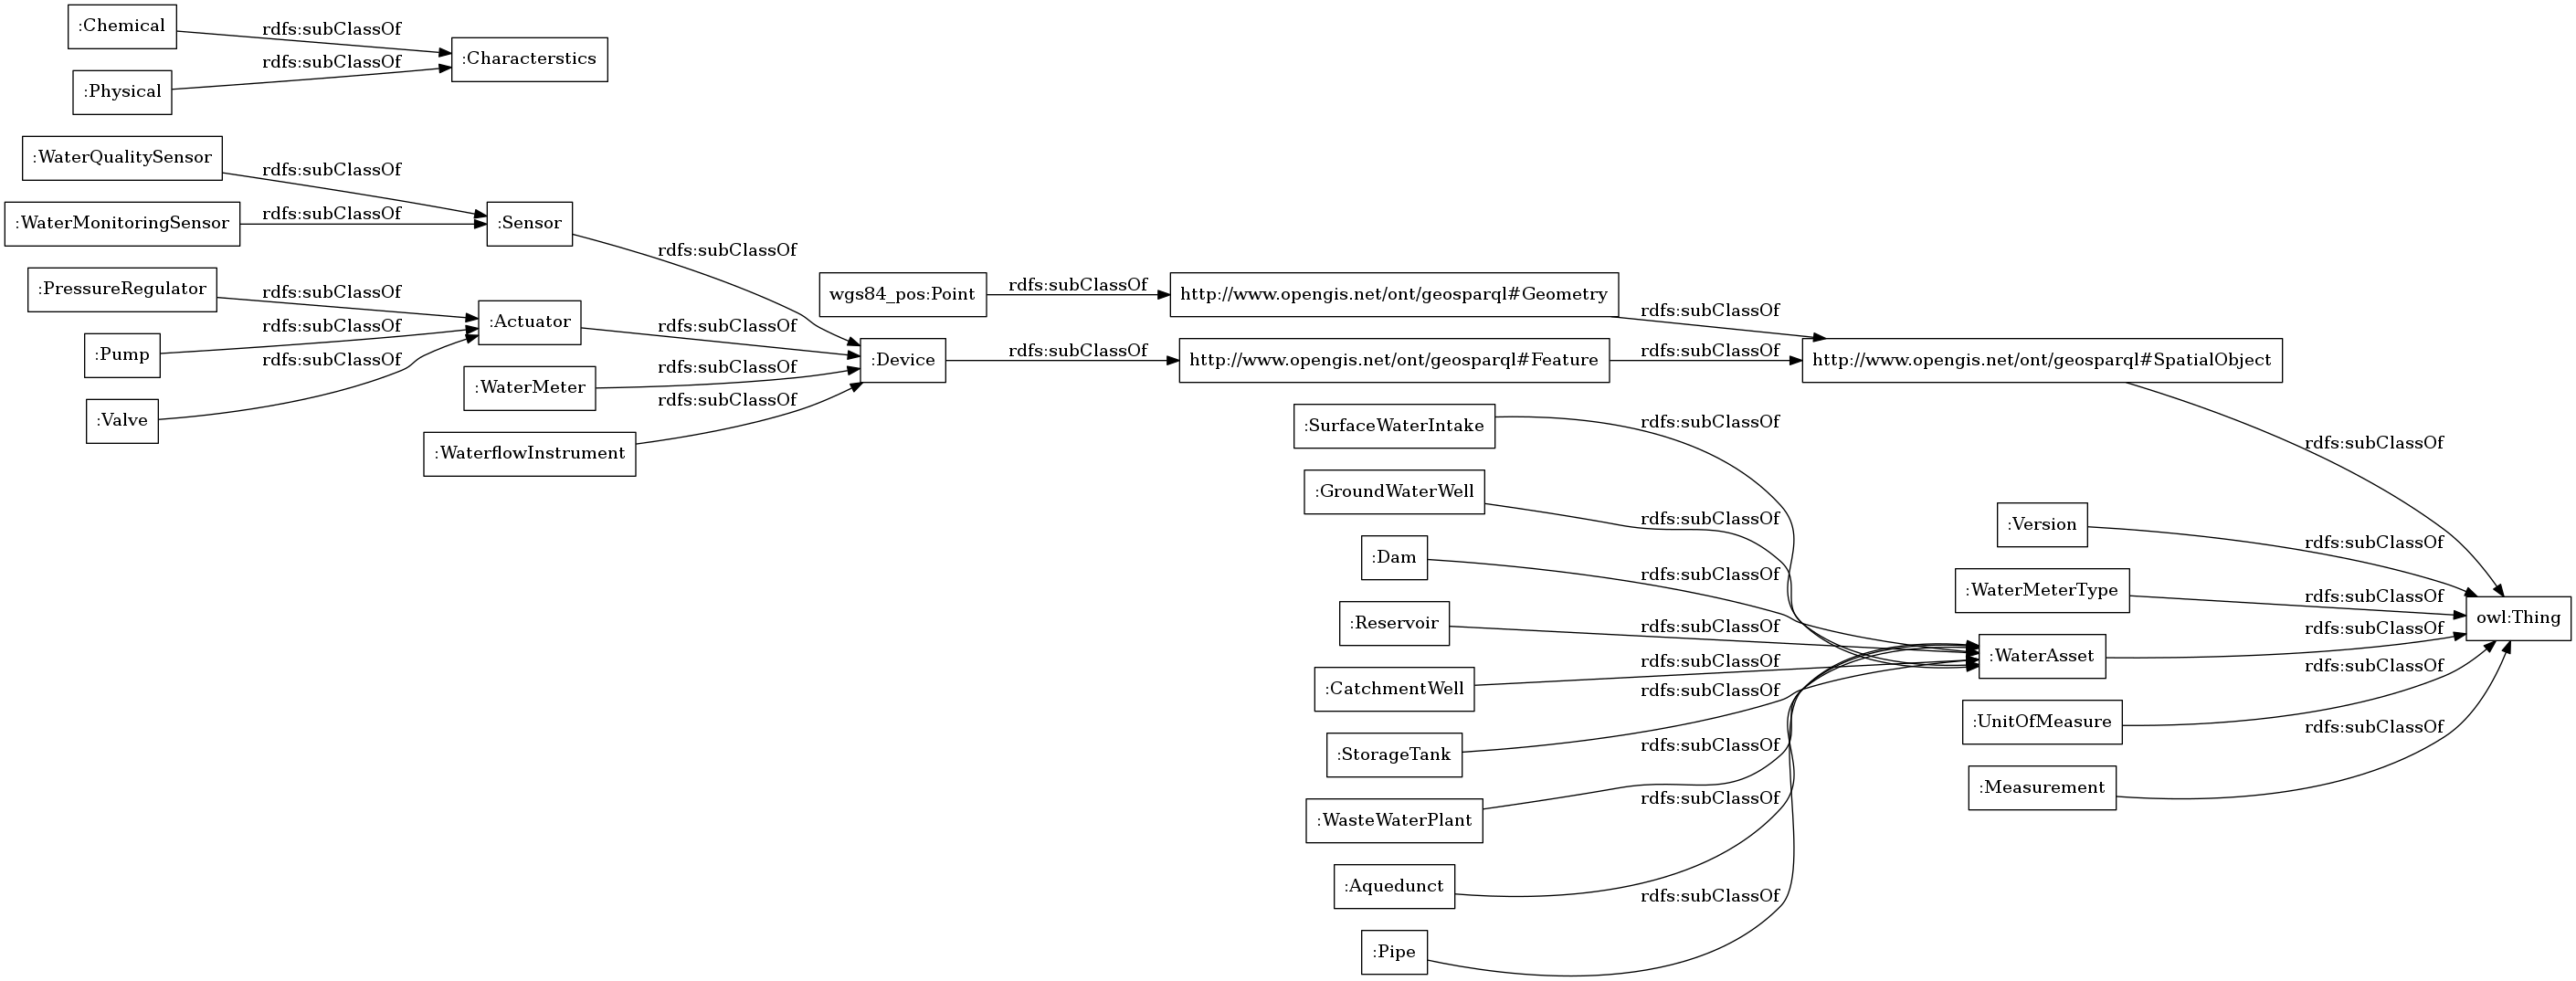 :Chemical
rdfs:subClassOf
:Characterstics
rdfs:subClassOf
:Physical
:WaterQualitySensor
rdfs:subClassOf
:WaterMonitoringSensor
rdfs:subClassOf
:Sensor
rdfs:subClassOf
:PressureRegulator
rdfs:subClassOf
:Pump
rdfs:subClassOf
:Valve
rdfs:subClassOf
:Actuator
rdfs:subClassOf
:WaterMeter
rdfs:subClassOf
:WaterflowInstrument
rdfs:subClassOf
:Device
rdfs:subClassOf
wgs84_pos:Point
rdfs:subClassOf
http://www.opengis.net/ont/geosparql#Geometry
rdfs:subClassOf
http://www.opengis.net/ont/geosparql#Feature
rdfs:subClassOf
http://www.opengis.net/ont/geosparql#SpatialObject
rdfs:subClassOf
:SurfaceWaterIntake
rdfs:subClassOf
:GroundWaterWell
rdfs:subClassOf
:Dam
rdfs:subClassOf
:Reservoir
rdfs:subClassOf
:CatchmentWell
rdfs:subClassOf
:StorageTank
rdfs:subClassOf
:WasteWaterPlant
rdfs:subClassOf
:Aquedunct
rdfs:subClassOf
:Pipe
rdfs:subClassOf
:Version
rdfs:subClassOf
:WaterMeterType
rdfs:subClassOf
:WaterAsset
rdfs:subClassOf
:UnitOfMeasure
rdfs:subClassOf
:Measurement
rdfs:subClassOf
owl:Thing